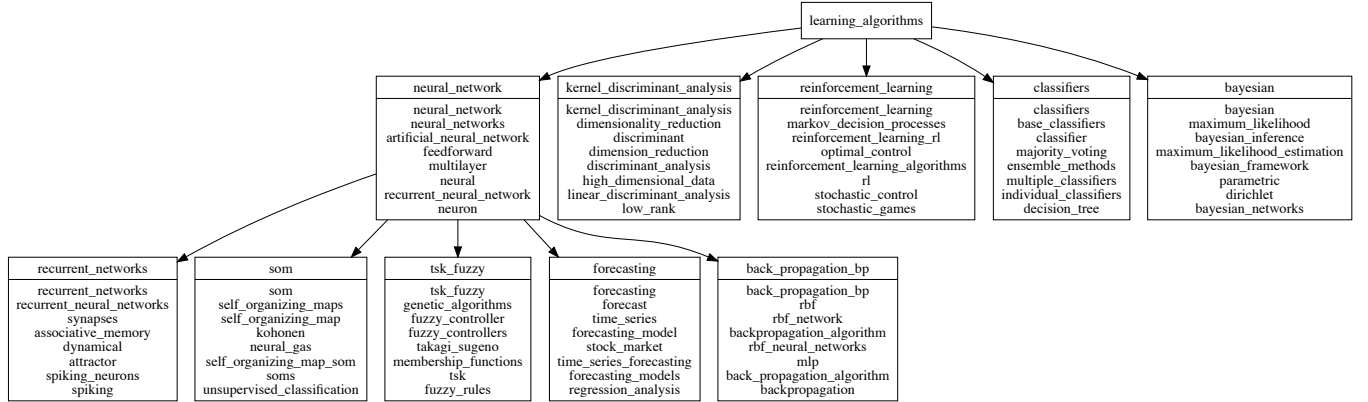 learning_algorithms
neural_network
neural_network
neural_networks
artificial_neural_network
feedforward
multilayer
neural
recurrent_neural_network
neuron
kernel_discriminant_analysis
kernel_discriminant_analysis
dimensionality_reduction
discriminant
dimension_reduction
discriminant_analysis
high_dimensional_data
linear_discriminant_analysis
low_rank
reinforcement_learning
reinforcement_learning
markov_decision_processes
reinforcement_learning_rl
optimal_control
reinforcement_learning_algorithms
rl
stochastic_control
stochastic_games
classifiers
classifiers
base_classifiers
classifier
majority_voting
ensemble_methods
multiple_classifiers
individual_classifiers
decision_tree
bayesian
bayesian
maximum_likelihood
bayesian_inference
maximum_likelihood_estimation
bayesian_framework
parametric
dirichlet
bayesian_networks
recurrent_networks
recurrent_networks
recurrent_neural_networks
synapses
associative_memory
dynamical
attractor
spiking_neurons
spiking
som
som
self_organizing_maps
self_organizing_map
kohonen
neural_gas
self_organizing_map_som
soms
unsupervised_classification
tsk_fuzzy
tsk_fuzzy
genetic_algorithms
fuzzy_controller
fuzzy_controllers
takagi_sugeno
membership_functions
tsk
fuzzy_rules
forecasting
forecasting
forecast
time_series
forecasting_model
stock_market
time_series_forecasting
forecasting_models
regression_analysis
back_propagation_bp
back_propagation_bp
rbf
rbf_network
backpropagation_algorithm
rbf_neural_networks
mlp
back_propagation_algorithm
backpropagation